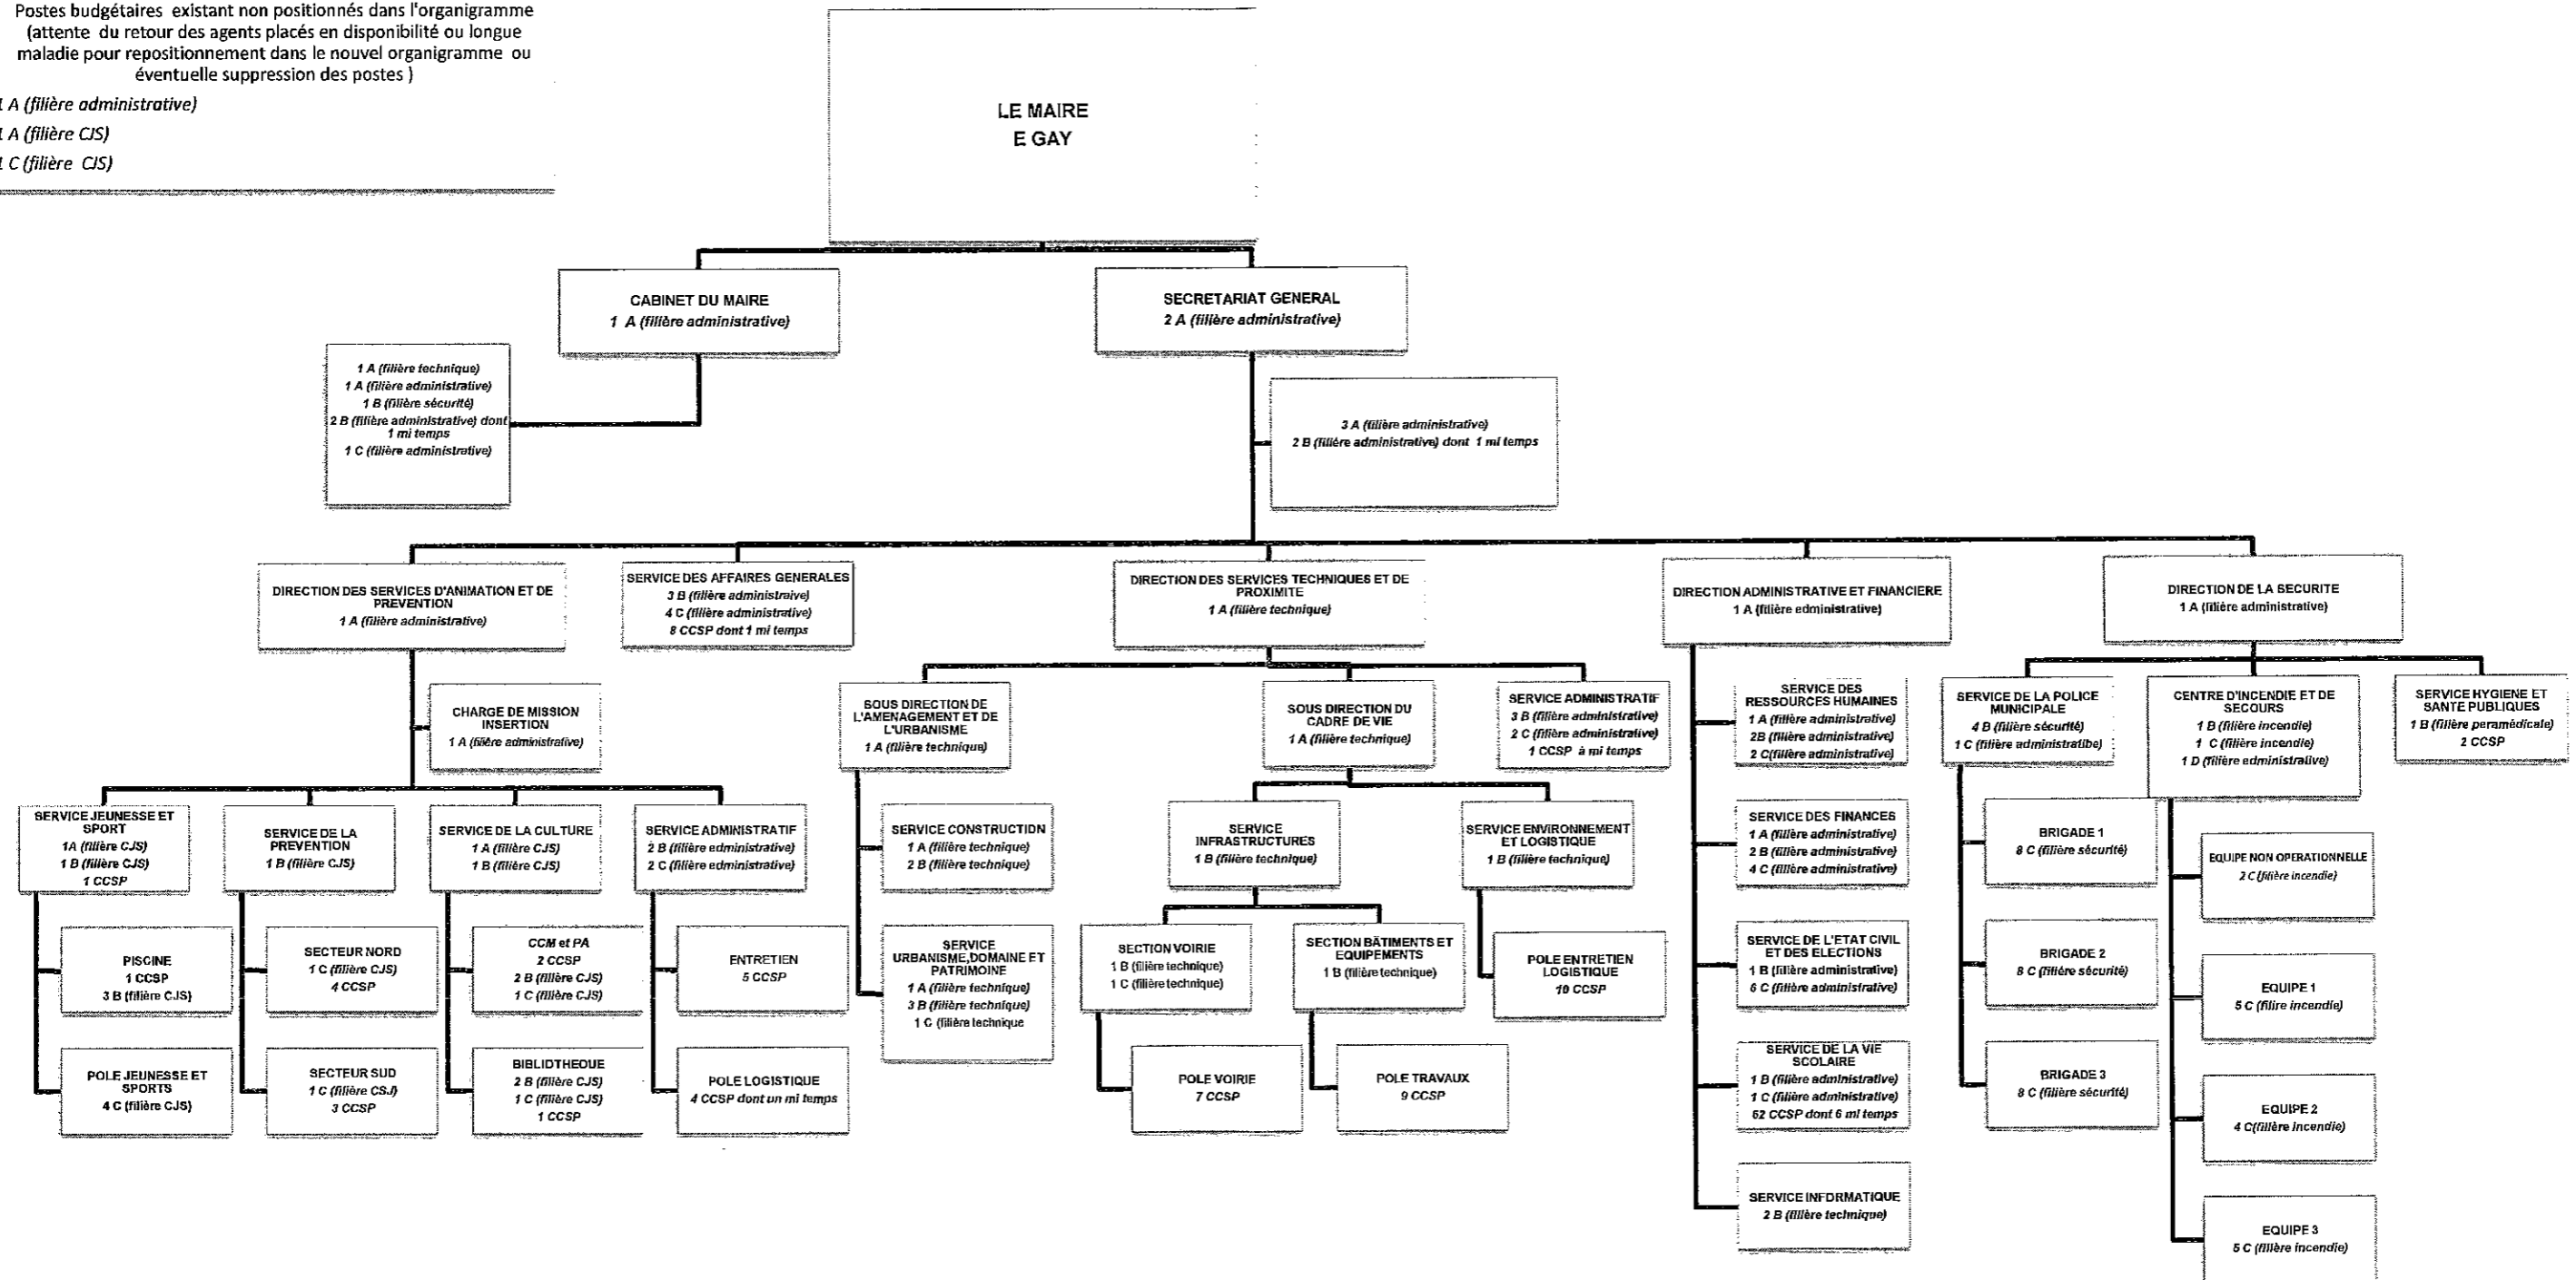 Postes budgétaires existant non positionnés dans l'organigramme
(attente du retour des agents placés en disponibilité ou longue
maladie pour repositionnement dans le nouvel organigramme ou
éventuelle suppression des postes )
1 A (filière administrative)
1 A (filière CJS)
1 C (filière CJS)
LE MAIRE
E GAY
CABINET DU MAIRE
1 A (filière administrative)
SECRETARIAT GENERAL
2 A (filière administrative)
1 A (filière technique)
1 A (filière administrative)
1 B (filière sécurité)
2 B (filière administrative) dont
1 mi temps
1 C (filière administrative)
3 A (filière administrative)
2 B (filière administrative) dont 1 mi temps
DIRECTION DES SERVICES D'ANIMATION ET DE
PREVENTION
1 A (filière administrative)
SERVICE DES AFFAIRES GENERALES
3 B (filière administraive)
4 C (filière administrative)
8 CCSP dont 1 mi temps
DIRECTION DES SERVICES TECHNIQUES ET DE
PROXIMITE
1 A (filière technique)
DIRECTION ADMINISTRATIVE ET FINANCIERE
1 A (filière administrative)
DIRECTION DE LA SECURITE
1 A (filière administrative)
CHARGE DE MISSION
INSERTION
1 A (filière administrative)
SOUS DIRECTION DE
L'AMENAGEMENT ET DE
L'URBANISME
1 A (filière technique)
SOUS DIRECTION DU
CADRE DE VIE
1 A (filière technique)
SERVICE ADMINISTRATIF
3 B (filière administrative)
2 C (filière administrative)
1 CCSP à mi temps
SERVICE DES
RESSOURCES HUMAINES
1 A (filière administrative)
2B (filière administrative)
2 C(filière administrative)
SERVICE DE LA POLICE
MUNICIPALE
4 B (filière sécurité)
1 C (filière administratibe)
CENTRE D'INCENDIE ET DE
SECOURS
1 B (filière incendie)
1 C (filière incendie)
1 D (filière administrative)
SERVICE HYGIENE ET
SANTE PUBLIQUES
1 B (filière paramédicale)
2 CCSP
SERVICE JEUNESSE ET
SPORT
1A (filière CJS)
1 B (filière CJS)
1 CCSP
SERVICE DE LA
PREVENTION
1 B (filière CJS)
SERVICE DE LA CULTURE
1 A (filière CJS)
1 B (filière CJS)
SERVICE ADMINISTRATIF
2 B (filière administrative)
2 C (filière administrative)
SERVICE CONSTRUCTION
1 A (filière technique)
2 B (filière technique)
SERVICE
INFRASTRUCTURES
1 B (filière technique)
SERVICE ENVIRONNEMENT
ET LOGISTIQUE
1 B (filière technique)
SERVICE DES FINANCES
1 A (filière administrative)
2 B (filière administrative)
4 C (filière administrative)
BRIGADE 1
8 C (filière sécurité)
EQUIPE NON OPERATIONNELLE
2 C (filière incendie)
PISCINE
1 CCSP
3 B (filière CJS)
SECTEUR NORD
1 C (filière CJS)
4 CCSP
CCM et PA
2 CCSP
2 B (filière CJS)
1 C (filière CJS)
ENTRETIEN
5 CCSP
SERVICE
URBANISME,DOMAINE ET
PATRIMOINE
1 A (filière technique)
3 B (filière technique)
1 C (filière technique
SECTION VOIRIE
1 B (filière technique)
1 C (filière technique)
SECTION BÂTIMENTS ET
EQUIPEMENTS
1 B (filière technique)
POLE ENTRETIEN
LOGISTIQUE
10 CCSP
SERVICE DE L'ETAT CIVIL
ET DES ELECTIONS
1 B (filière administrative)
6 C (filière administrative)
BRIGADE 2
8 C (filière sécurité)
EQUIPE 1
5 C (filire incendie)
POLE JEUNESSE ET
SPORTS
4 C (filière CJS)
SECTEUR SUD
1 C (filière CSJ)
3 CCSP
BIBLIOTHEQUE
2 B (filière CJS)
1 C (filière CJS)
1 CCSP
POLE LOGISTIQUE
4 CCSP dont un mi temps
POLE VOIRIE
7 CCSP
POLE TRAVAUX
9 CCSP
SERVICE DE LA VIE
SCOLAIRE
1 B (filière administrative)
1 C (filière administrative)
62 CCSP dont 6 mi temps
BRIGADE 3
8 C (filière sécurité)
EQUIPE 2
4 C(filière incendie)
SERVICE INFORMATIQUE
2 B (filière technique)
EQUIPE 3
5 C (filière incendie)